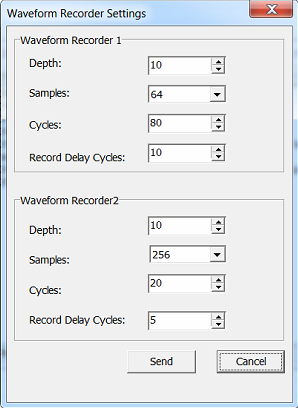 Waveform Recorder Settings
Waveform Recorder 1
Depth: 10
Samples: 64
Cycles: 80
Record Delay Cycles: 10
Waveform Recorder2
Depth: 10
Samples: 256
Cycles: 20
Record Delay Cycles: 5
Send Cancel